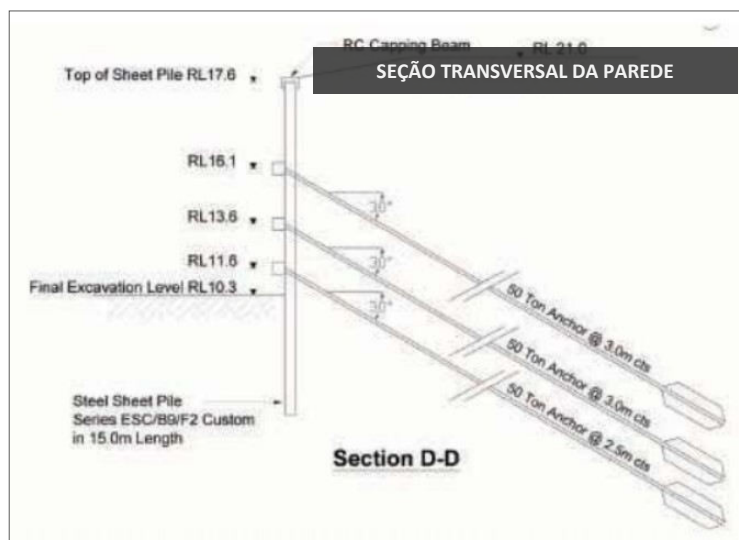 RC Capping Beam
RL 21.0
SEÇÃO TRANSVERSAL DA PAREDE
Top of Sheet Pile RL17.6
RL16.1
30°
RL13.6
30°
RL11.6
Final Excavation Level RL10.3
30°
50 Ton Anchor @ 3.0m cts
50 Ton Anchor @ 3.0m cts
50 Ton Anchor @ 2.5m cts
Steel Sheet Pile
Series ESC/B9/F2 Custom
in 15.0m Length
Section D-D